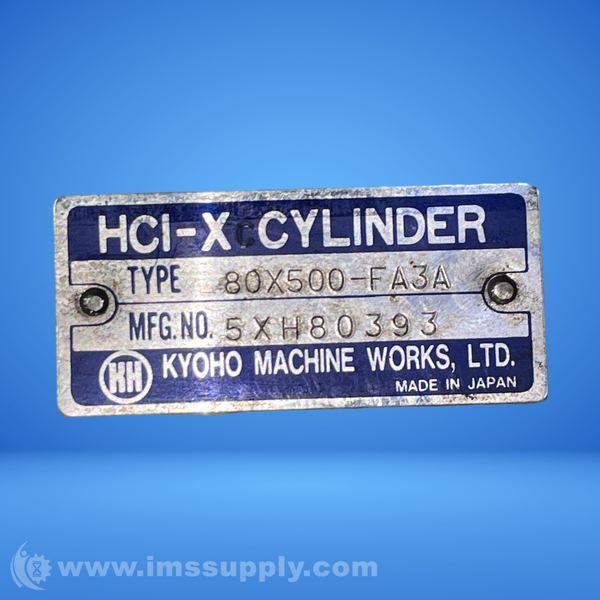 HCI-XC CYLINDER
TYPE 80X500-FA3A
MFG.NO. 5XH80393
KH KYOHO MACHINE WORKS, LTD.
MADE IN JAPAN
www.imssupply.com